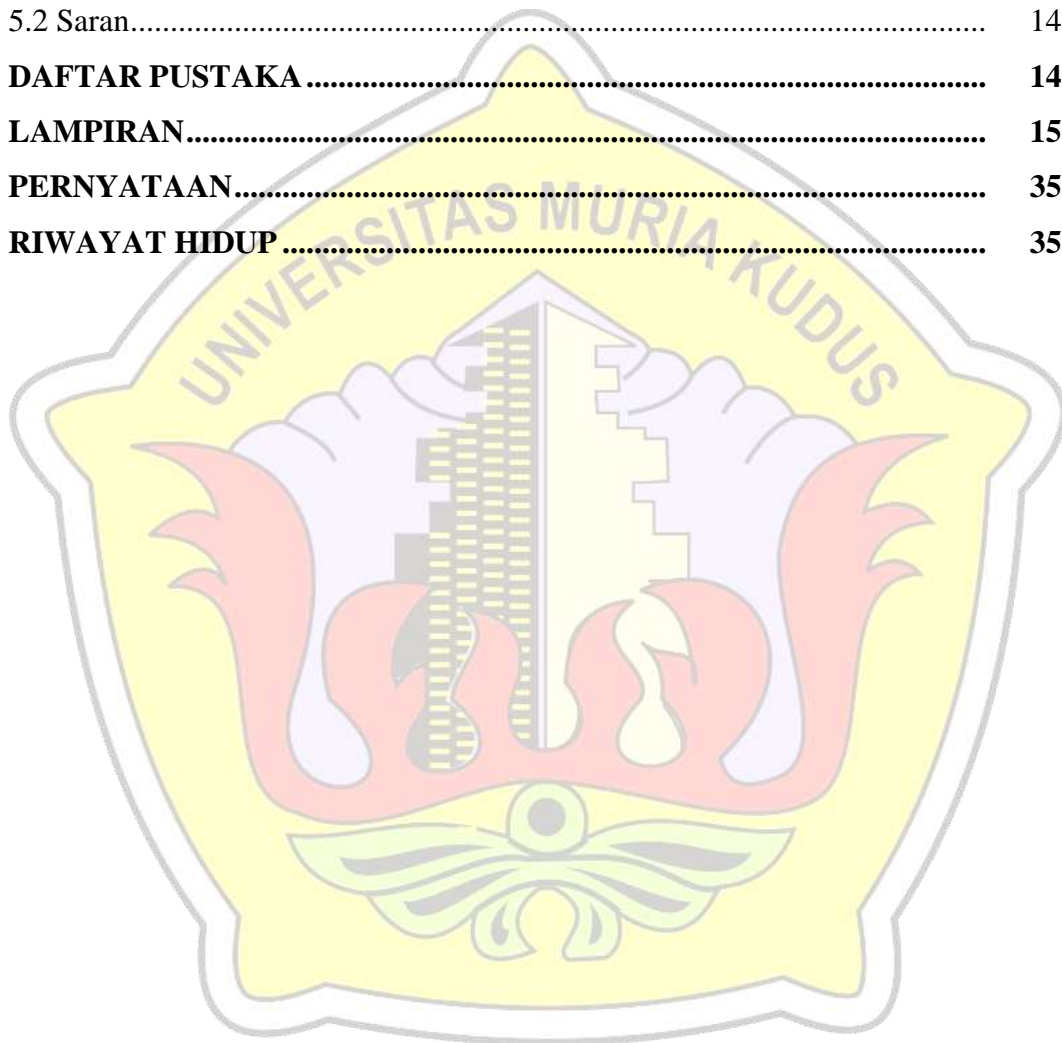 5.2 Saran.................................................................................................................. 14
DAFTAR PUSTAKA.......................................................................................... 14
LAMPIRAN.......................................................................................................... 15
PERNYATAAN.................................................................................................... 35
RIWAYAT HIDUP.............................................................................................. 35
UNIVERSITAS MURIA KUDUS